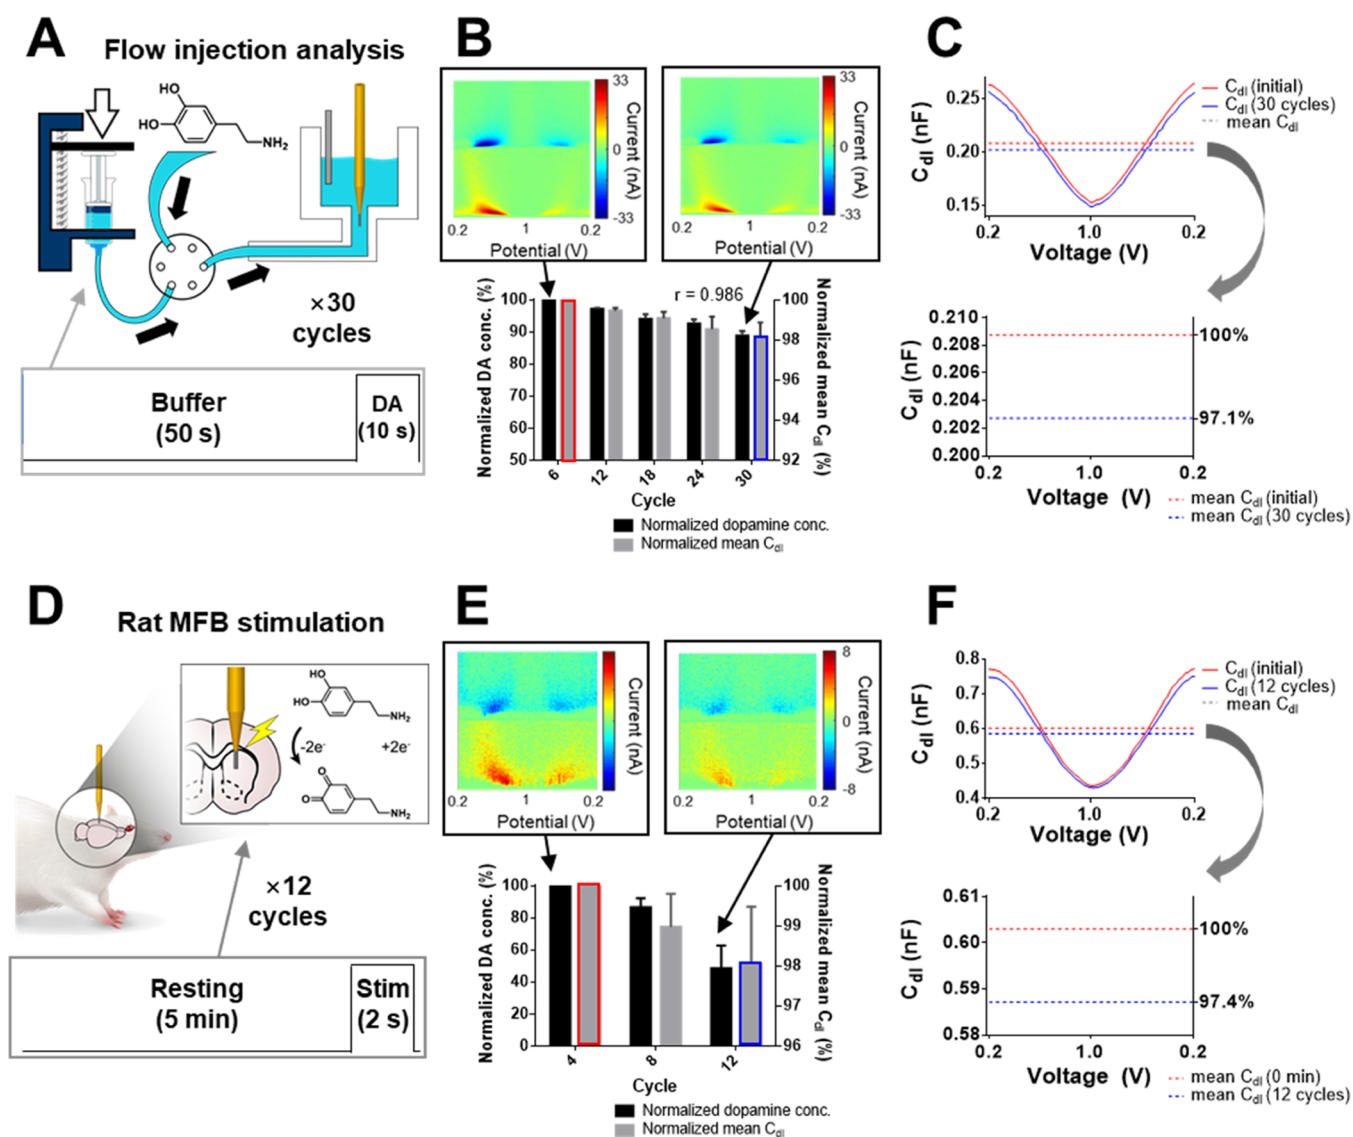 A
Flow injection analysis
HO
HO
NH2
×30
cycles
Buffer
(50 s)
DA
(10 s)
B
33
0
-33
Current (nA)
0.2
1
0.2
Potential (V)
33
0
-33
Current (nA)
0.2
1
0.2
Potential (V)
r = 0.986
Normalized DA conc. (%)
100
90
80
70
60
50
100
98
96
94
92
Normalized mean Cdl (%)
6
12
18
24
30
Cycle
Normalized dopamine conc.
Normalized mean Cdl
C
Cdl (nF)
0.25
0.20
0.15
0.2
1.0
0.2
Voltage (V)
Cdl (initial)
Cdl (30 cycles)
mean Cdl
Cdl (nF)
0.210
0.208
0.206
0.204
0.202
0.200
100%
97.1%
0.2
1.0
0.2
Voltage (V)
mean Cdl (initial)
mean Cdl (30 cycles)
D
Rat MFB stimulation
HO
HO
NH2
-2e-
+2e-
O
O
NH2
×12
cycles
Resting
(5 min)
Stim
(2 s)
E
Current (nA)
0.2
1
0.2
Potential (V)
8
0
-8
Current (nA)
0.2
1
0.2
Potential (V)
Normalized DA conc. (%)
100
80
60
40
20
0
100
99
98
97
96
Normalized mean Cdl (%)
4
8
12
Cycle
Normalized dopamine conc.
Normalized mean Cdl
F
Cdl (nF)
0.8
0.7
0.6
0.5
0.4
0.2
1.0
0.2
Voltage (V)
Cdl (initial)
Cdl (12 cycles)
mean Cdl
Cdl (nF)
0.61
0.60
0.59
0.58
100%
97.4%
0.2
1.0
0.2
Voltage (V)
mean Cdl (0 min)
mean Cdl (12 cycles)